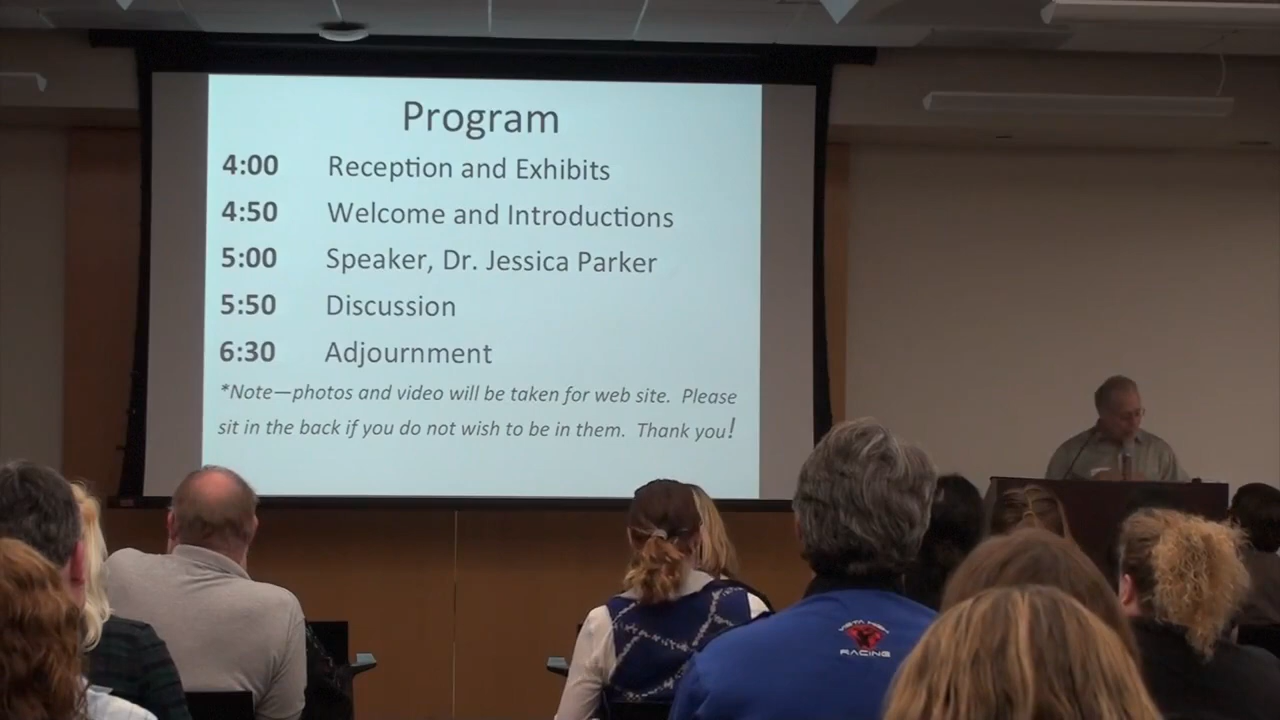 Program
4:00 Reception and Exhibits
4:50 Welcome and Introductions
5:00 Speaker, Dr. Jessica Parker
5:50 Discussion
6:30 Adjournment
*Note—photos and video will be taken for web site. Please
sit in the back if you do not wish to be in them. Thank you!
RACING